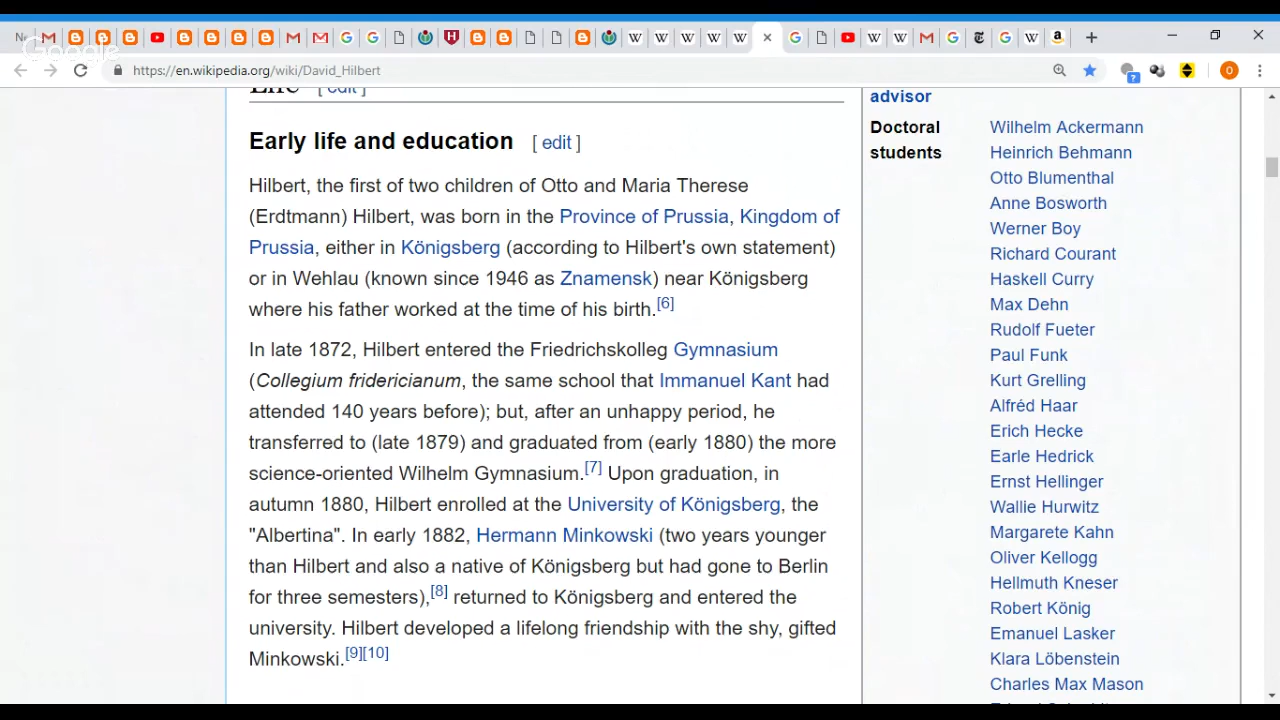 Google
https://en.wikipedia.org/wiki/David_Hilbert
?
O
[ edit ]
Early life and education [ edit ]
Hilbert, the first of two children of Otto and Maria Therese
(Erdtmann) Hilbert, was born in the Province of Prussia, Kingdom of
Prussia, either in Königsberg (according to Hilbert's own statement)
or in Wehlau (known since 1946 as Znamensk) near Königsberg
where his father worked at the time of his birth.[6]
In late 1872, Hilbert entered the Friedrichskolleg Gymnasium
(Collegium fridericianum, the same school that Immanuel Kant had
attended 140 years before); but, after an unhappy period, he
transferred to (late 1879) and graduated from (early 1880) the more
science-oriented Wilhelm Gymnasium.[7] Upon graduation, in
autumn 1880, Hilbert enrolled at the University of Königsberg, the
"Albertina". In early 1882, Hermann Minkowski (two years younger
than Hilbert and also a native of Königsberg but had gone to Berlin
for three semesters),[8] returned to Königsberg and entered the
university. Hilbert developed a lifelong friendship with the shy, gifted
Minkowski.[9][10]
advisor
Doctoral
students
Wilhelm Ackermann
Heinrich Behmann
Otto Blumenthal
Anne Bosworth
Werner Boy
Richard Courant
Haskell Curry
Max Dehn
Rudolf Fueter
Paul Funk
Kurt Grelling
Alfréd Haar
Erich Hecke
Earle Hedrick
Ernst Hellinger
Wallie Hurwitz
Margarete Kahn
Oliver Kellogg
Hellmuth Kneser
Robert König
Emanuel Lasker
Klara Löbenstein
Charles Max Mason